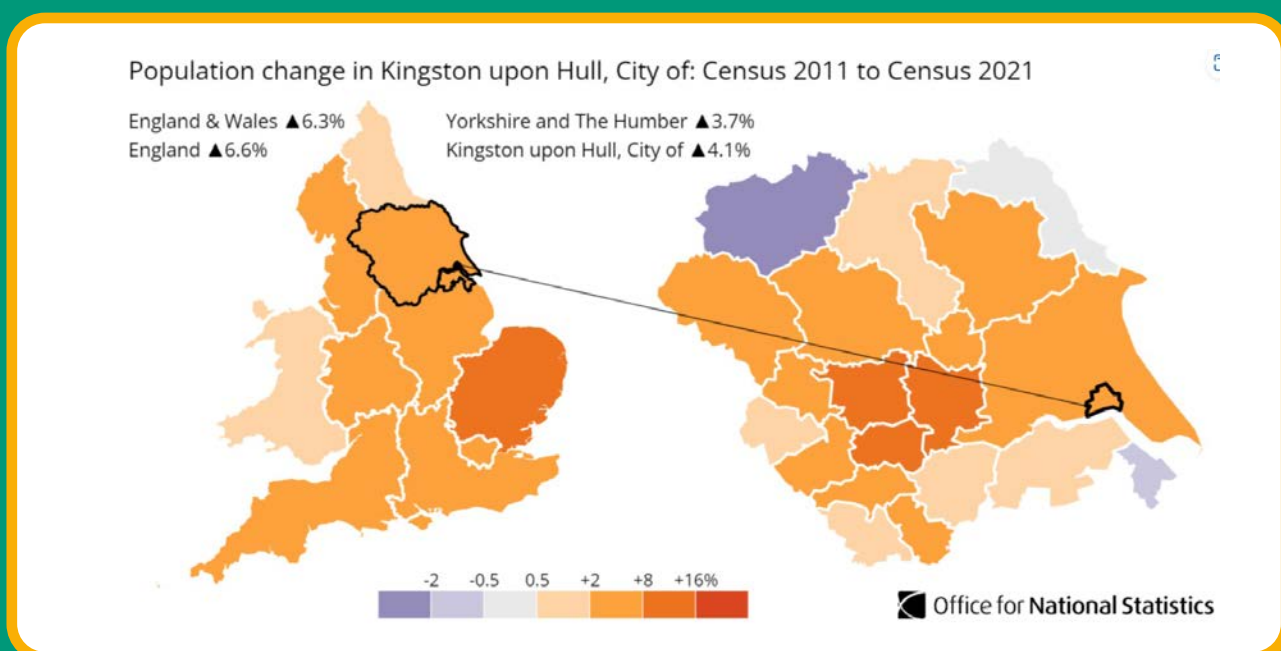 Population change in Kingston upon Hull, City of: Census 2011 to Census 2021
England & Wales ▲6.3%
England ▲6.6%
Yorkshire and The Humber ▲3.7%
Kingston upon Hull, City of ▲4.1%
-2 -0.5 0.5 +2 +8 +16%
Office for National Statistics